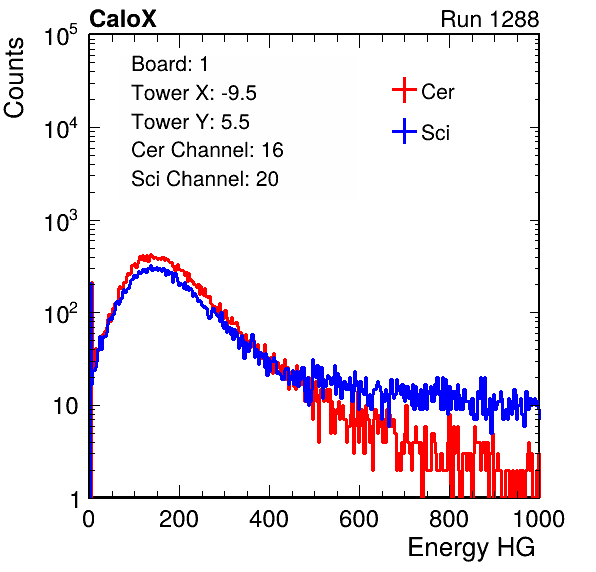 CaloX Run 1288
Counts
Board: 1
Tower X: -9.5
Tower Y: 5.5
Cer Channel: 16
Sci Channel: 20
Cer
Sci
10^5
10^4
10^3
10^2
10
1
0 200 400 600 800 1000
Energy HG